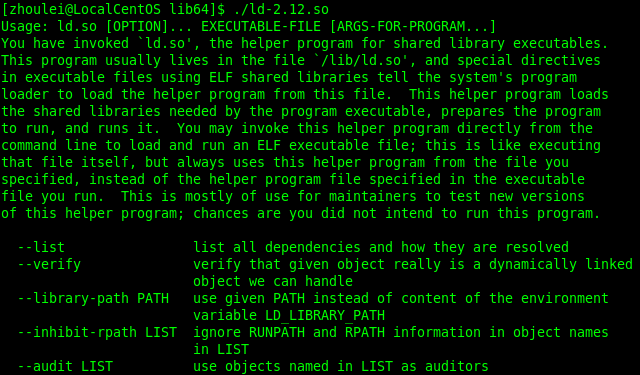 [zhoulei@LocalCentOS lib64]$ ./ld-2.12.so
Usage: ld.so [OPTION]... EXECUTABLE-FILE [ARGS-FOR-PROGRAM...]
You have invoked `ld.so', the helper program for shared library executables.
This program usually lives in the file `/lib/ld.so', and special directives
in executable files using ELF shared libraries tell the system's program
loader to load the helper program from this file.  This helper program loads
the shared libraries needed by the program executable, prepares the program
to run, and runs it.  You may invoke this helper program directly from the
command line to load and run an ELF executable file; this is like executing
that file itself, but always uses this helper program from the file you
specified, instead of the helper program file specified in the executable
file you run.  This is mostly of use for maintainers to test new versions
of this helper program; chances are you did not intend to run this program.

  --list                list all dependencies and how they are resolved
  --verify              verify that given object really is a dynamically linked
                        object we can handle
  --library-path PATH   use given PATH instead of content of the environment
                        variable LD_LIBRARY_PATH
  --inhibit-rpath LIST  ignore RUNPATH and RPATH information in object names
                        in LIST
  --audit LIST          use objects named in LIST as auditors